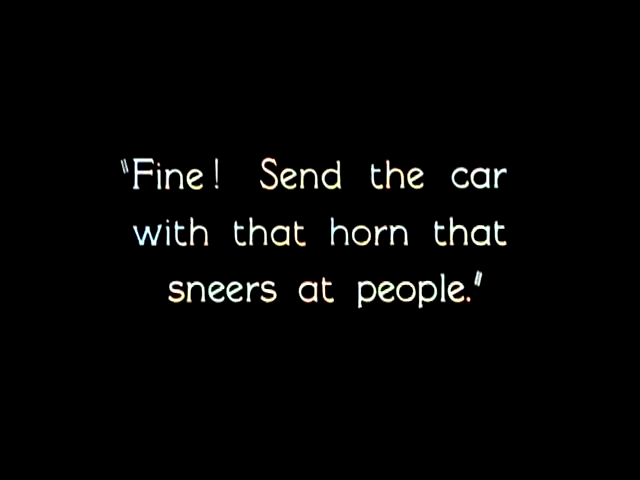 "Fine! Send the car
with that horn that
sneers at people."